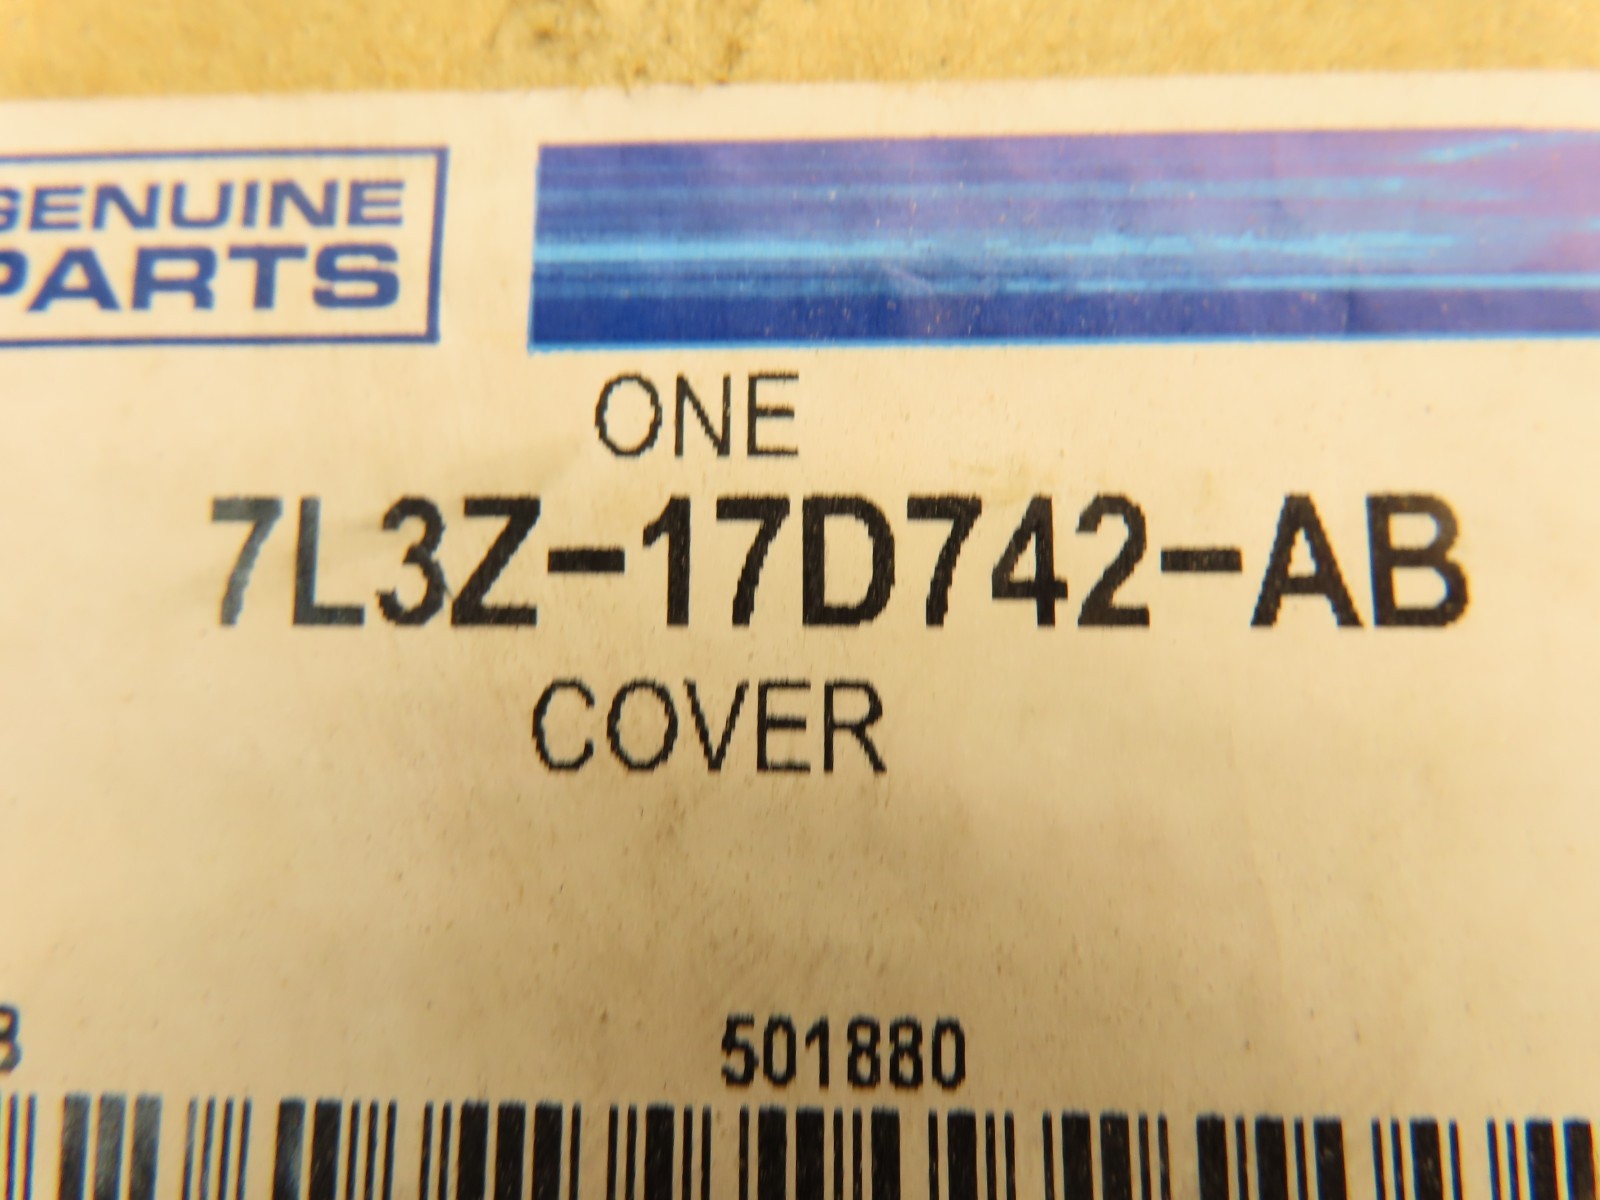 GENUINE
PARTS
ONE
7L3Z-17D742-AB
COVER
501880